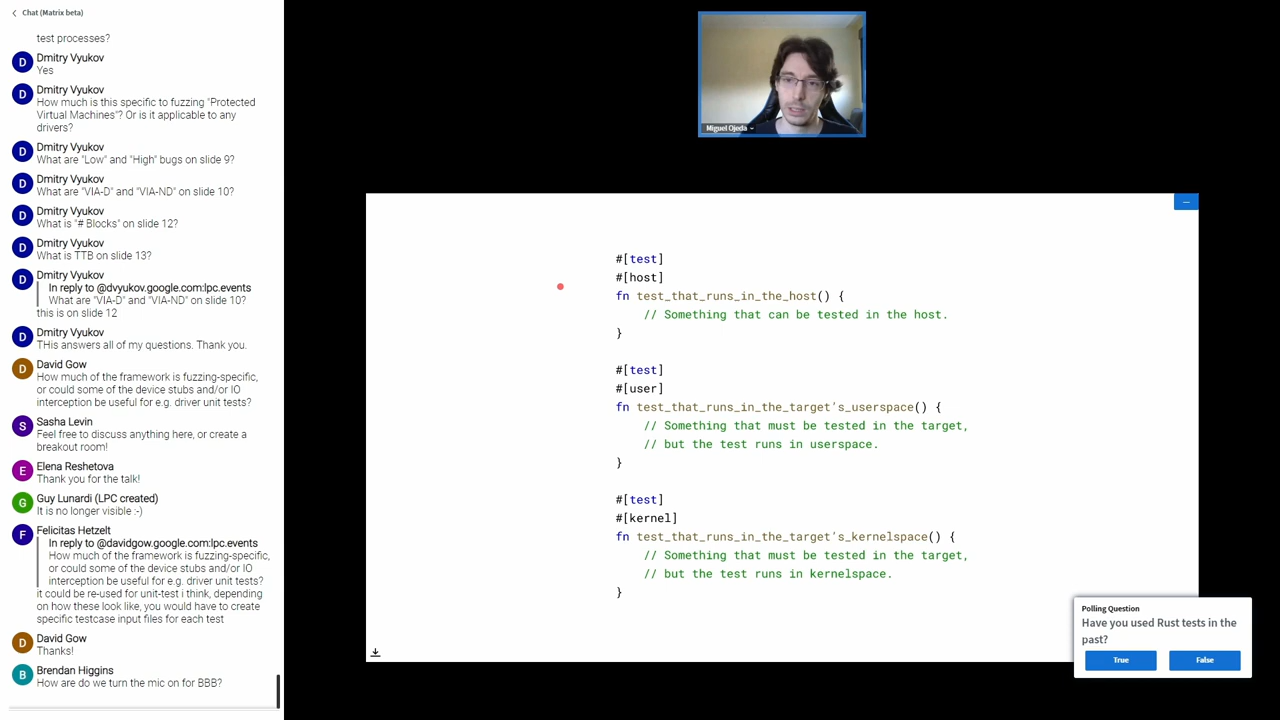 Chat (Matrix beta)
test processes?
D
Dmitry Vyukov
Yes
D
Dmitry Vyukov
How much is this specific to fuzzing "Protected
Virtual Machines"? Or is it applicable to any
drivers?
D
Dmitry Vyukov
What are "Low" and "High" bugs on slide 9?
D
Dmitry Vyukov
What are "VIA-D" and "VIA-ND" on slide 10?
D
Dmitry Vyukov
What is "# Blocks" on slide 12?
D
Dmitry Vyukov
What is TTB on slide 13?
D
Dmitry Vyukov
In reply to @dvyukov.google.com:lpc.events
What are "VIA-D" and "VIA-ND" on slide 10?
this is on slide 12
D
Dmitry Vyukov
THis answers all of my questions. Thank you.
D
David Gow
How much of the framework is fuzzing-specific,
or could some of the device stubs and/or IO
interception be useful for e.g. driver unit tests?
S
Sasha Levin
Feel free to discuss anything here, or create a
breakout room!
E
Elena Reshetova
Thank you for the talk!
G
Guy Lunardi (LPC created)
It is no longer visible :-)
F
Felicitas Hetzelt
In reply to @davidgow.google.com:lpc.events
How much of the framework is fuzzing-specific,
or could some of the device stubs and/or IO
interception be useful for e.g. driver unit tests?
it could be re-used for unit-test i think, depending
on how these look like, you would have to create
specific testcase input files for each test
D
David Gow
Thanks!
B
Brendan Higgins
How are do we turn the mic on for BBB?
Miguel Ojeda
#[test]
#[host]
fn test_that_runs_in_the_host() {
// Something that can be tested in the host.
}
#[test]
#[user]
fn test_that_runs_in_the_target's_userspace() {
// Something that must be tested in the target,
// but the test runs in userspace.
}
#[test]
#[kernel]
fn test_that_runs_in_the_target's_kernelspace() {
// Something that must be tested in the target,
// but the test runs in kernelspace.
}
Polling Question
Have you used Rust tests in the
past?
True
False